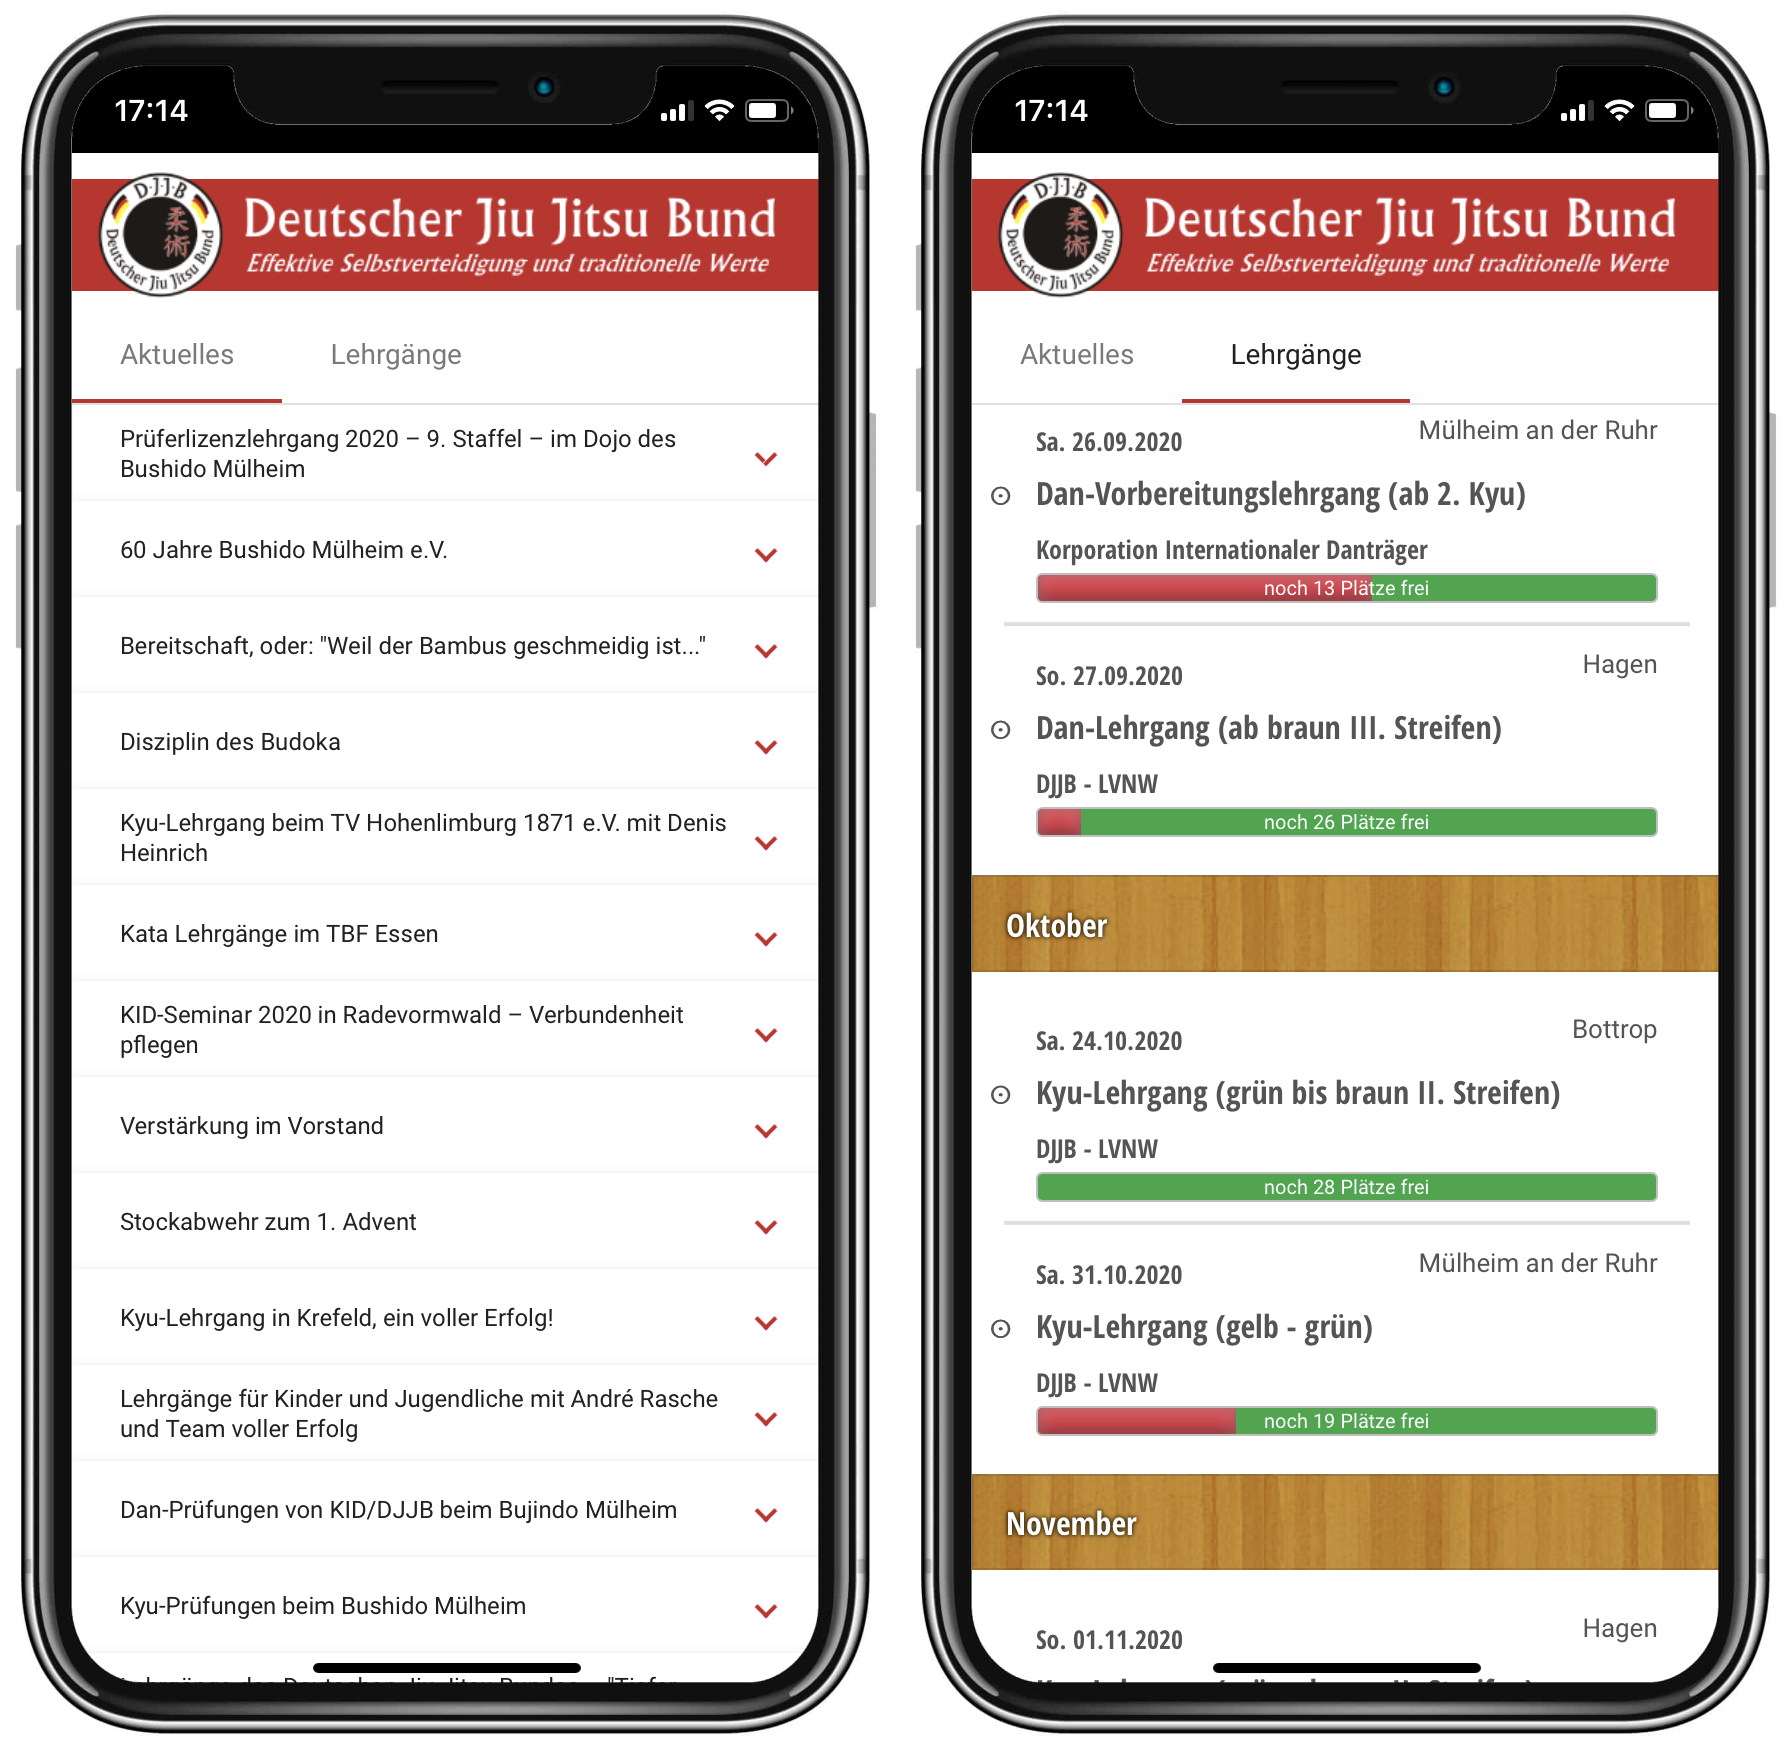 17:14
D·J·J·B
Deutscher Jiu Jitsu Bund
柔術
Deutscher Jiu Jitsu Bund
Effektive Selbstverteidigung und traditionelle Werte
Aktuelles
Lehrgänge
Prüferlizenzlehrgang 2020 – 9. Staffel – im Dojo des
Bushido Mülheim
60 Jahre Bushido Mülheim e.V.
Bereitschaft, oder: "Weil der Bambus geschmeidig ist..."
Disziplin des Budoka
Kyu-Lehrgang beim TV Hohenlimburg 1871 e.V. mit Denis
Heinrich
Kata Lehrgänge im TBF Essen
KID-Seminar 2020 in Radevormwald – Verbundenheit
pflegen
Verstärkung im Vorstand
Stockabwehr zum 1. Advent
Kyu-Lehrgang in Krefeld, ein voller Erfolg!
Lehrgänge für Kinder und Jugendliche mit André Rasche
und Team voller Erfolg
Dan-Prüfungen von KID/DJJB beim Bujindo Mülheim
Kyu-Prüfungen beim Bushido Mülheim
17:14
D·J·J·B
Deutscher Jiu Jitsu Bund
柔術
Deutscher Jiu Jitsu Bund
Effektive Selbstverteidigung und traditionelle Werte
Aktuelles
Lehrgänge
Mülheim an der Ruhr
Sa. 26.09.2020
Dan-Vorbereitungslehrgang (ab 2. Kyu)
Korporation Internationaler Danträger
noch 13 Plätze frei
Hagen
So. 27.09.2020
Dan-Lehrgang (ab braun III. Streifen)
DJJB - LVNW
noch 26 Plätze frei
Oktober
Bottrop
Sa. 24.10.2020
Kyu-Lehrgang (grün bis braun II. Streifen)
DJJB - LVNW
noch 28 Plätze frei
Mülheim an der Ruhr
Sa. 31.10.2020
Kyu-Lehrgang (gelb - grün)
DJJB - LVNW
noch 19 Plätze frei
November
Hagen
So. 01.11.2020